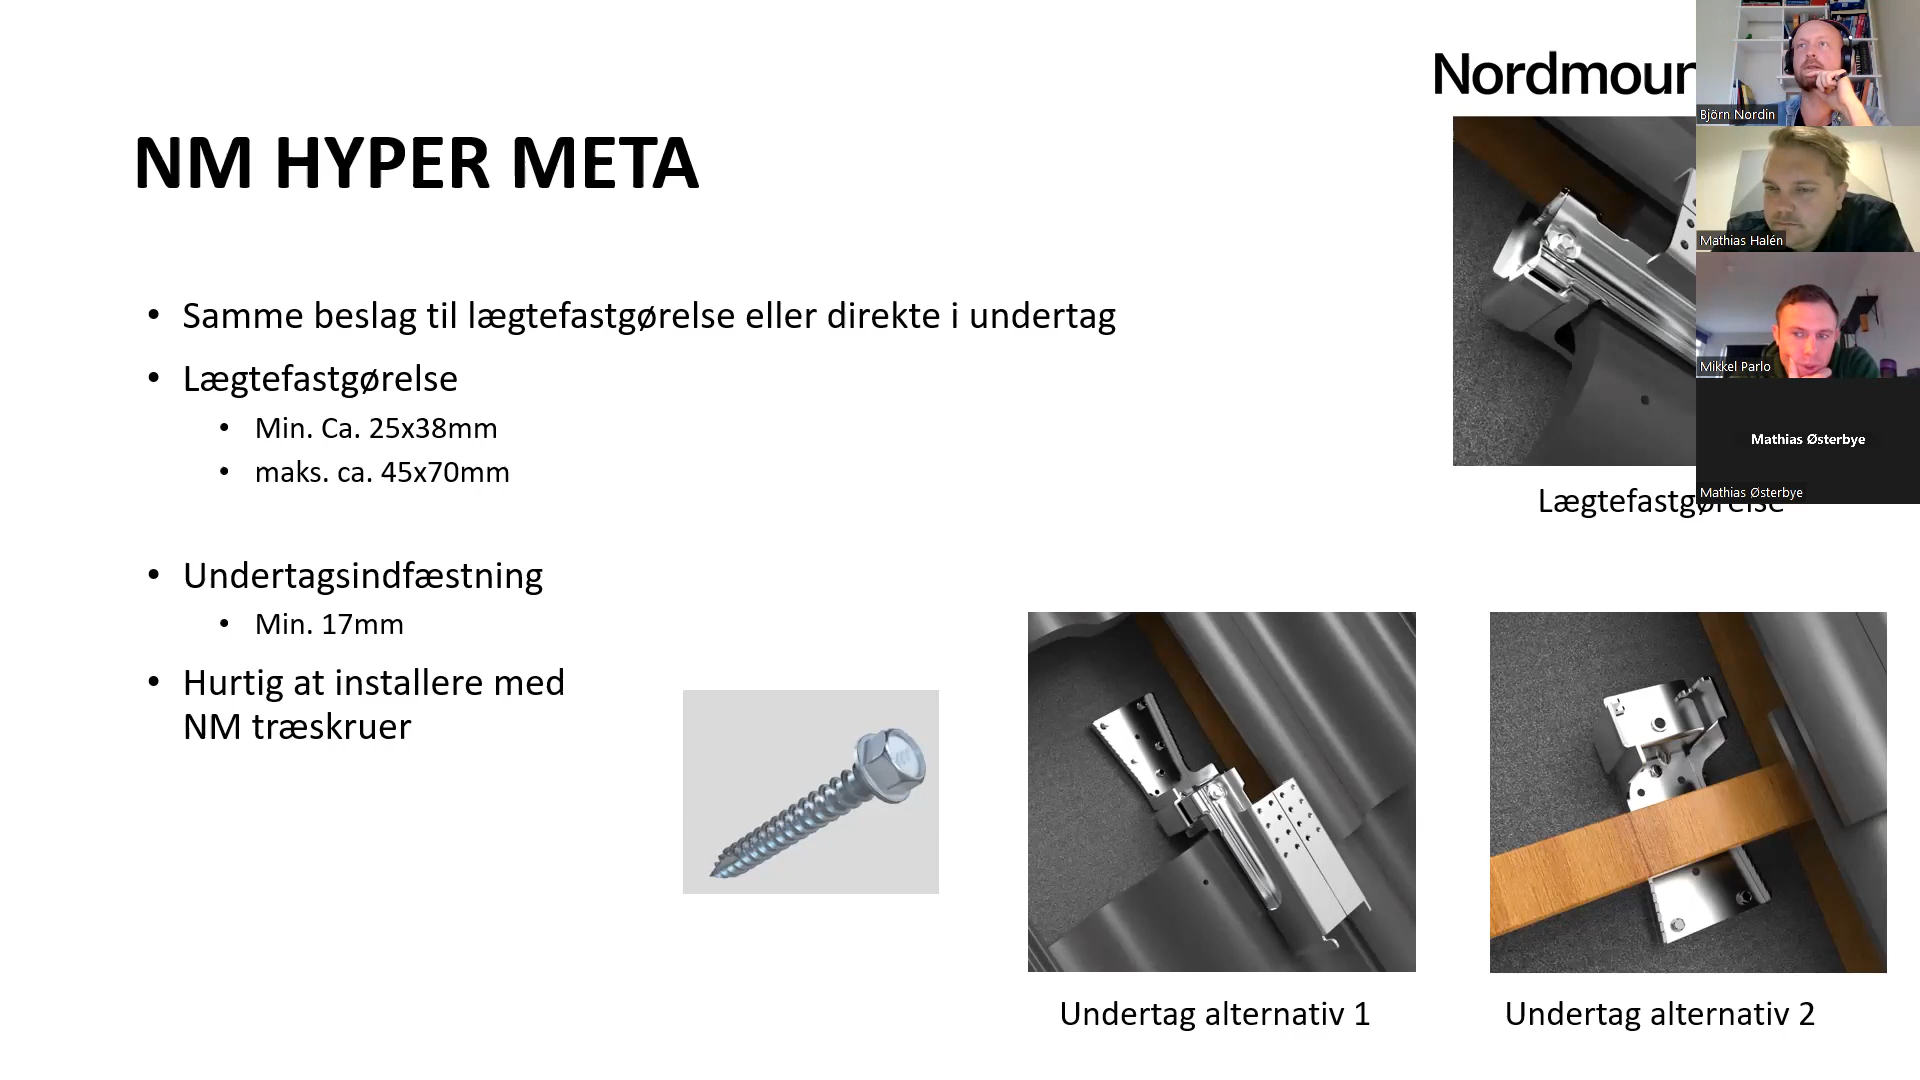 Nordmoun
NM HYPER META
• Samme beslag til lægtefastgørelse eller direkte i undertag
• Lægtefastgørelse
• Min. Ca. 25x38mm
• maks. ca. 45x70mm
• Undertagsindfæstning
• Min. 17mm
• Hurtig at installere med
NM træskruer
Lægtefastgørelse
Undertag alternativ 1
Undertag alternativ 2
Björn Nordin
Mathias Halén
Mikkel Parlo
Mathias Østerbye
Mathias Østerbye